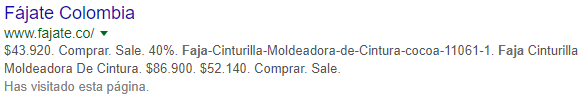 Fájate Colombia
www.fajate.co/
$43.920. Comprar. Sale. 40%. Faja-Cinturilla-Moldeadora-de-Cintura-cocoa-11061-1. Faja Cinturilla
Moldeadora De Cintura. $86.900. $52.140. Comprar. Sale.
Has visitado esta página.